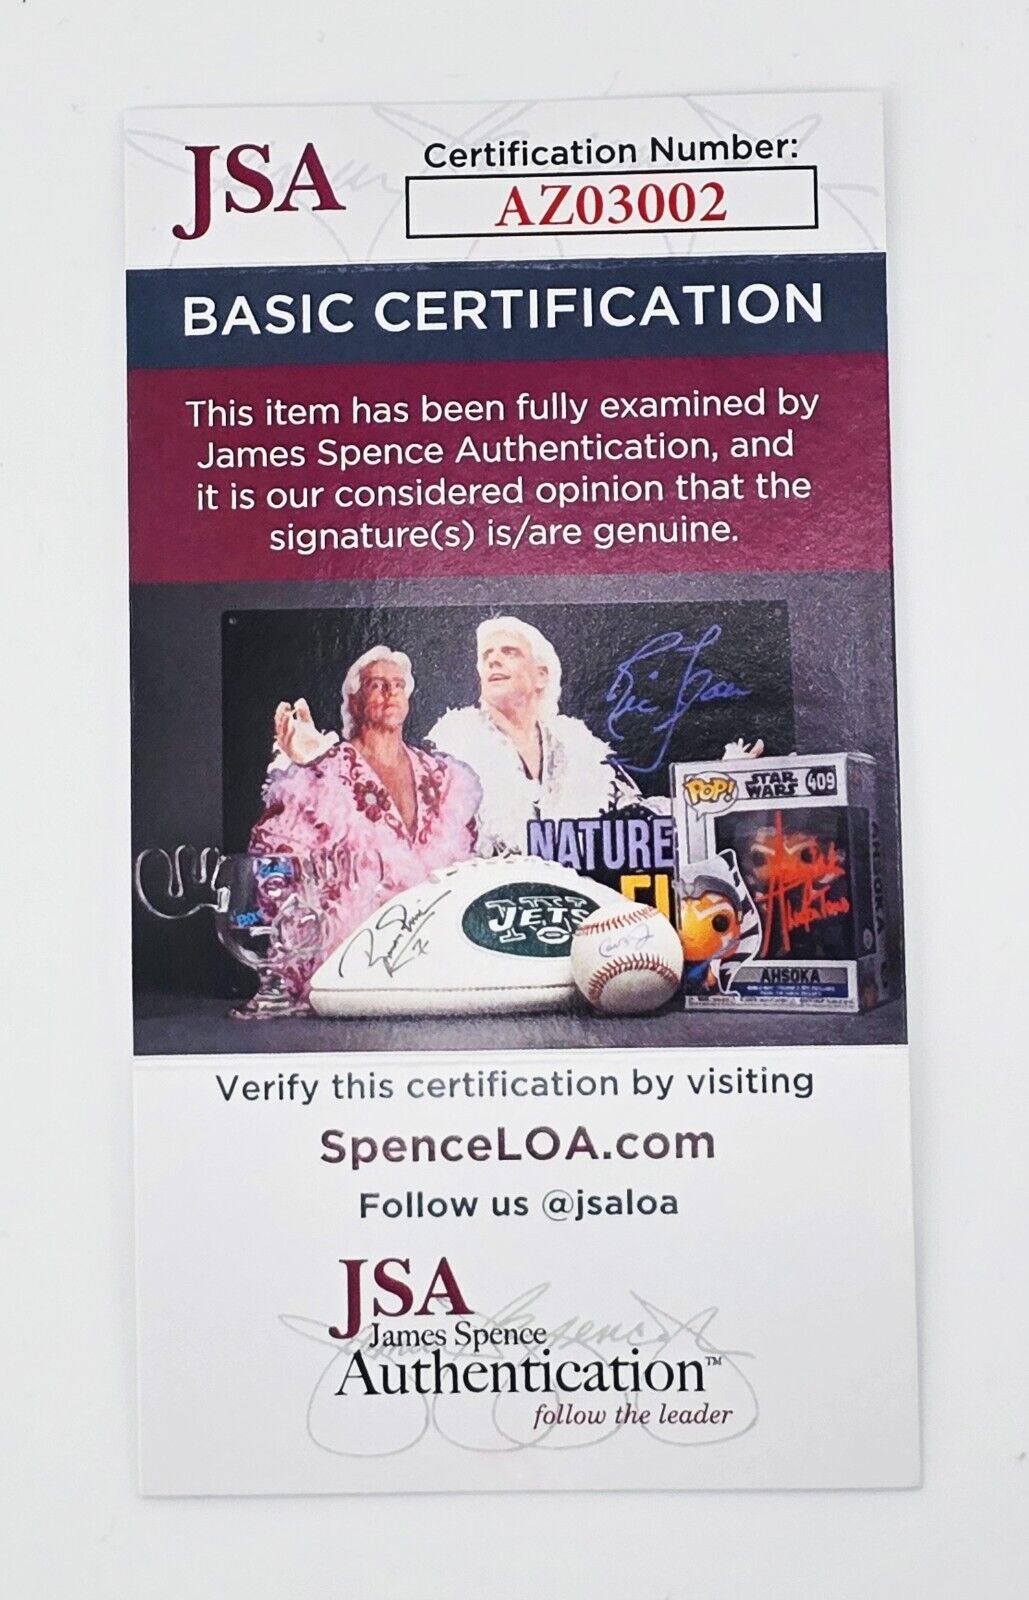 JSA
Certification Number:
AZ03002
BASIC CERTIFICATION
This item has been fully examined by
James Spence Authentication, and
it is our considered opinion that the
signature(s) is/are genuine.
Ric Flair
NATURE
POP!
STAR
WARS
409
JETS
AHSOKA
Verify this certification by visiting
SpenceLOA.com
Follow us @jsaloa
JSA
James Spence
Authentication™
follow the leader